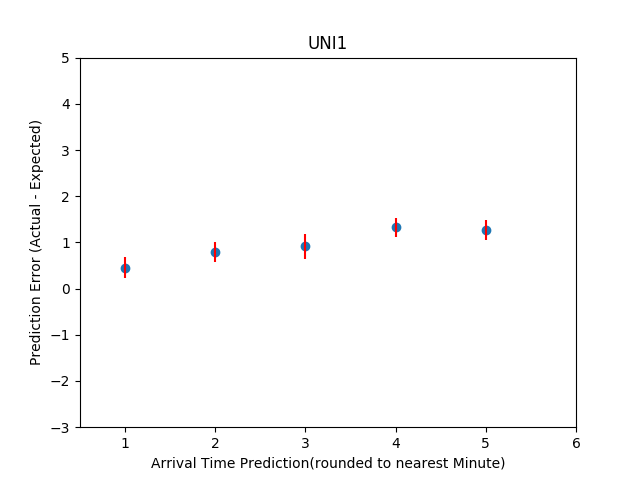 UNI1
5
4
3
2
1
0
−1
−2
−3
Prediction Error (Actual - Expected)
1 2 3 4 5 6
Arrival Time Prediction(rounded to nearest Minute)